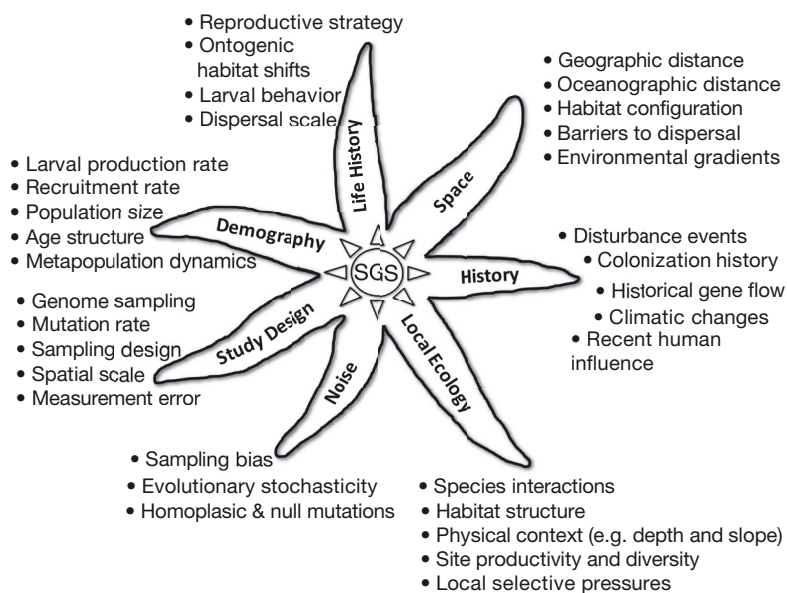 • Reproductive strategy
• Ontogenic
habitat shifts
• Larval behavior
• Dispersal scale
Life History
• Geographic distance
• Oceanographic distance
• Habitat configuration
• Barriers to dispersal
• Environmental gradients
Space
• Larval production rate
• Recruitment rate
• Population size
• Age structure
• Metapopulation dynamics
Demography
SGS
History
• Disturbance events
• Colonization history
• Historical gene flow
• Climatic changes
• Recent human
influence
• Genome sampling
• Mutation rate
• Sampling design
• Spatial scale
• Measurement error
Study Design
Noise
Local Ecology
• Sampling bias
• Evolutionary stochasticity
• Homoplasic & null mutations
• Species interactions
• Habitat structure
• Physical context (e.g. depth and slope)
• Site productivity and diversity
• Local selective pressures